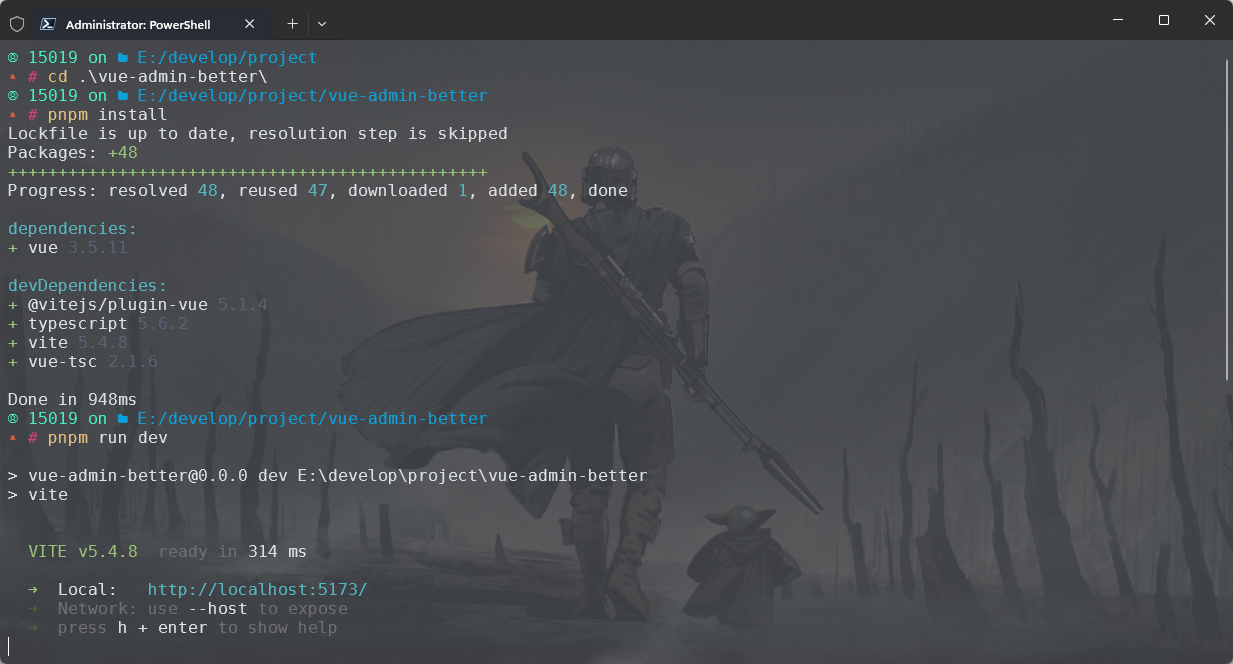 Administrator: PowerShell
15019 on E:/develop/project
# cd .\vue-admin-better\
15019 on E:/develop/project/vue-admin-better
# pnpm install
Lockfile is up to date, resolution step is skipped
Packages: +48
++++++++++++++++++++++++++++++++++++++++++++++++
Progress: resolved 48, reused 47, downloaded 1, added 48, done
dependencies:
+ vue 3.5.11
devDependencies:
+ @vitejs/plugin-vue 5.1.4
+ typescript 5.6.2
+ vite 5.4.8
+ vue-tsc 2.1.6
Done in 948ms
15019 on E:/develop/project/vue-admin-better
# pnpm run dev
> vue-admin-better@0.0.0 dev E:\develop\project\vue-admin-better
> vite
VITE v5.4.8 ready in 314 ms
➜ Local: http://localhost:5173/
➜ Network: use --host to expose
➜ press h + enter to show help